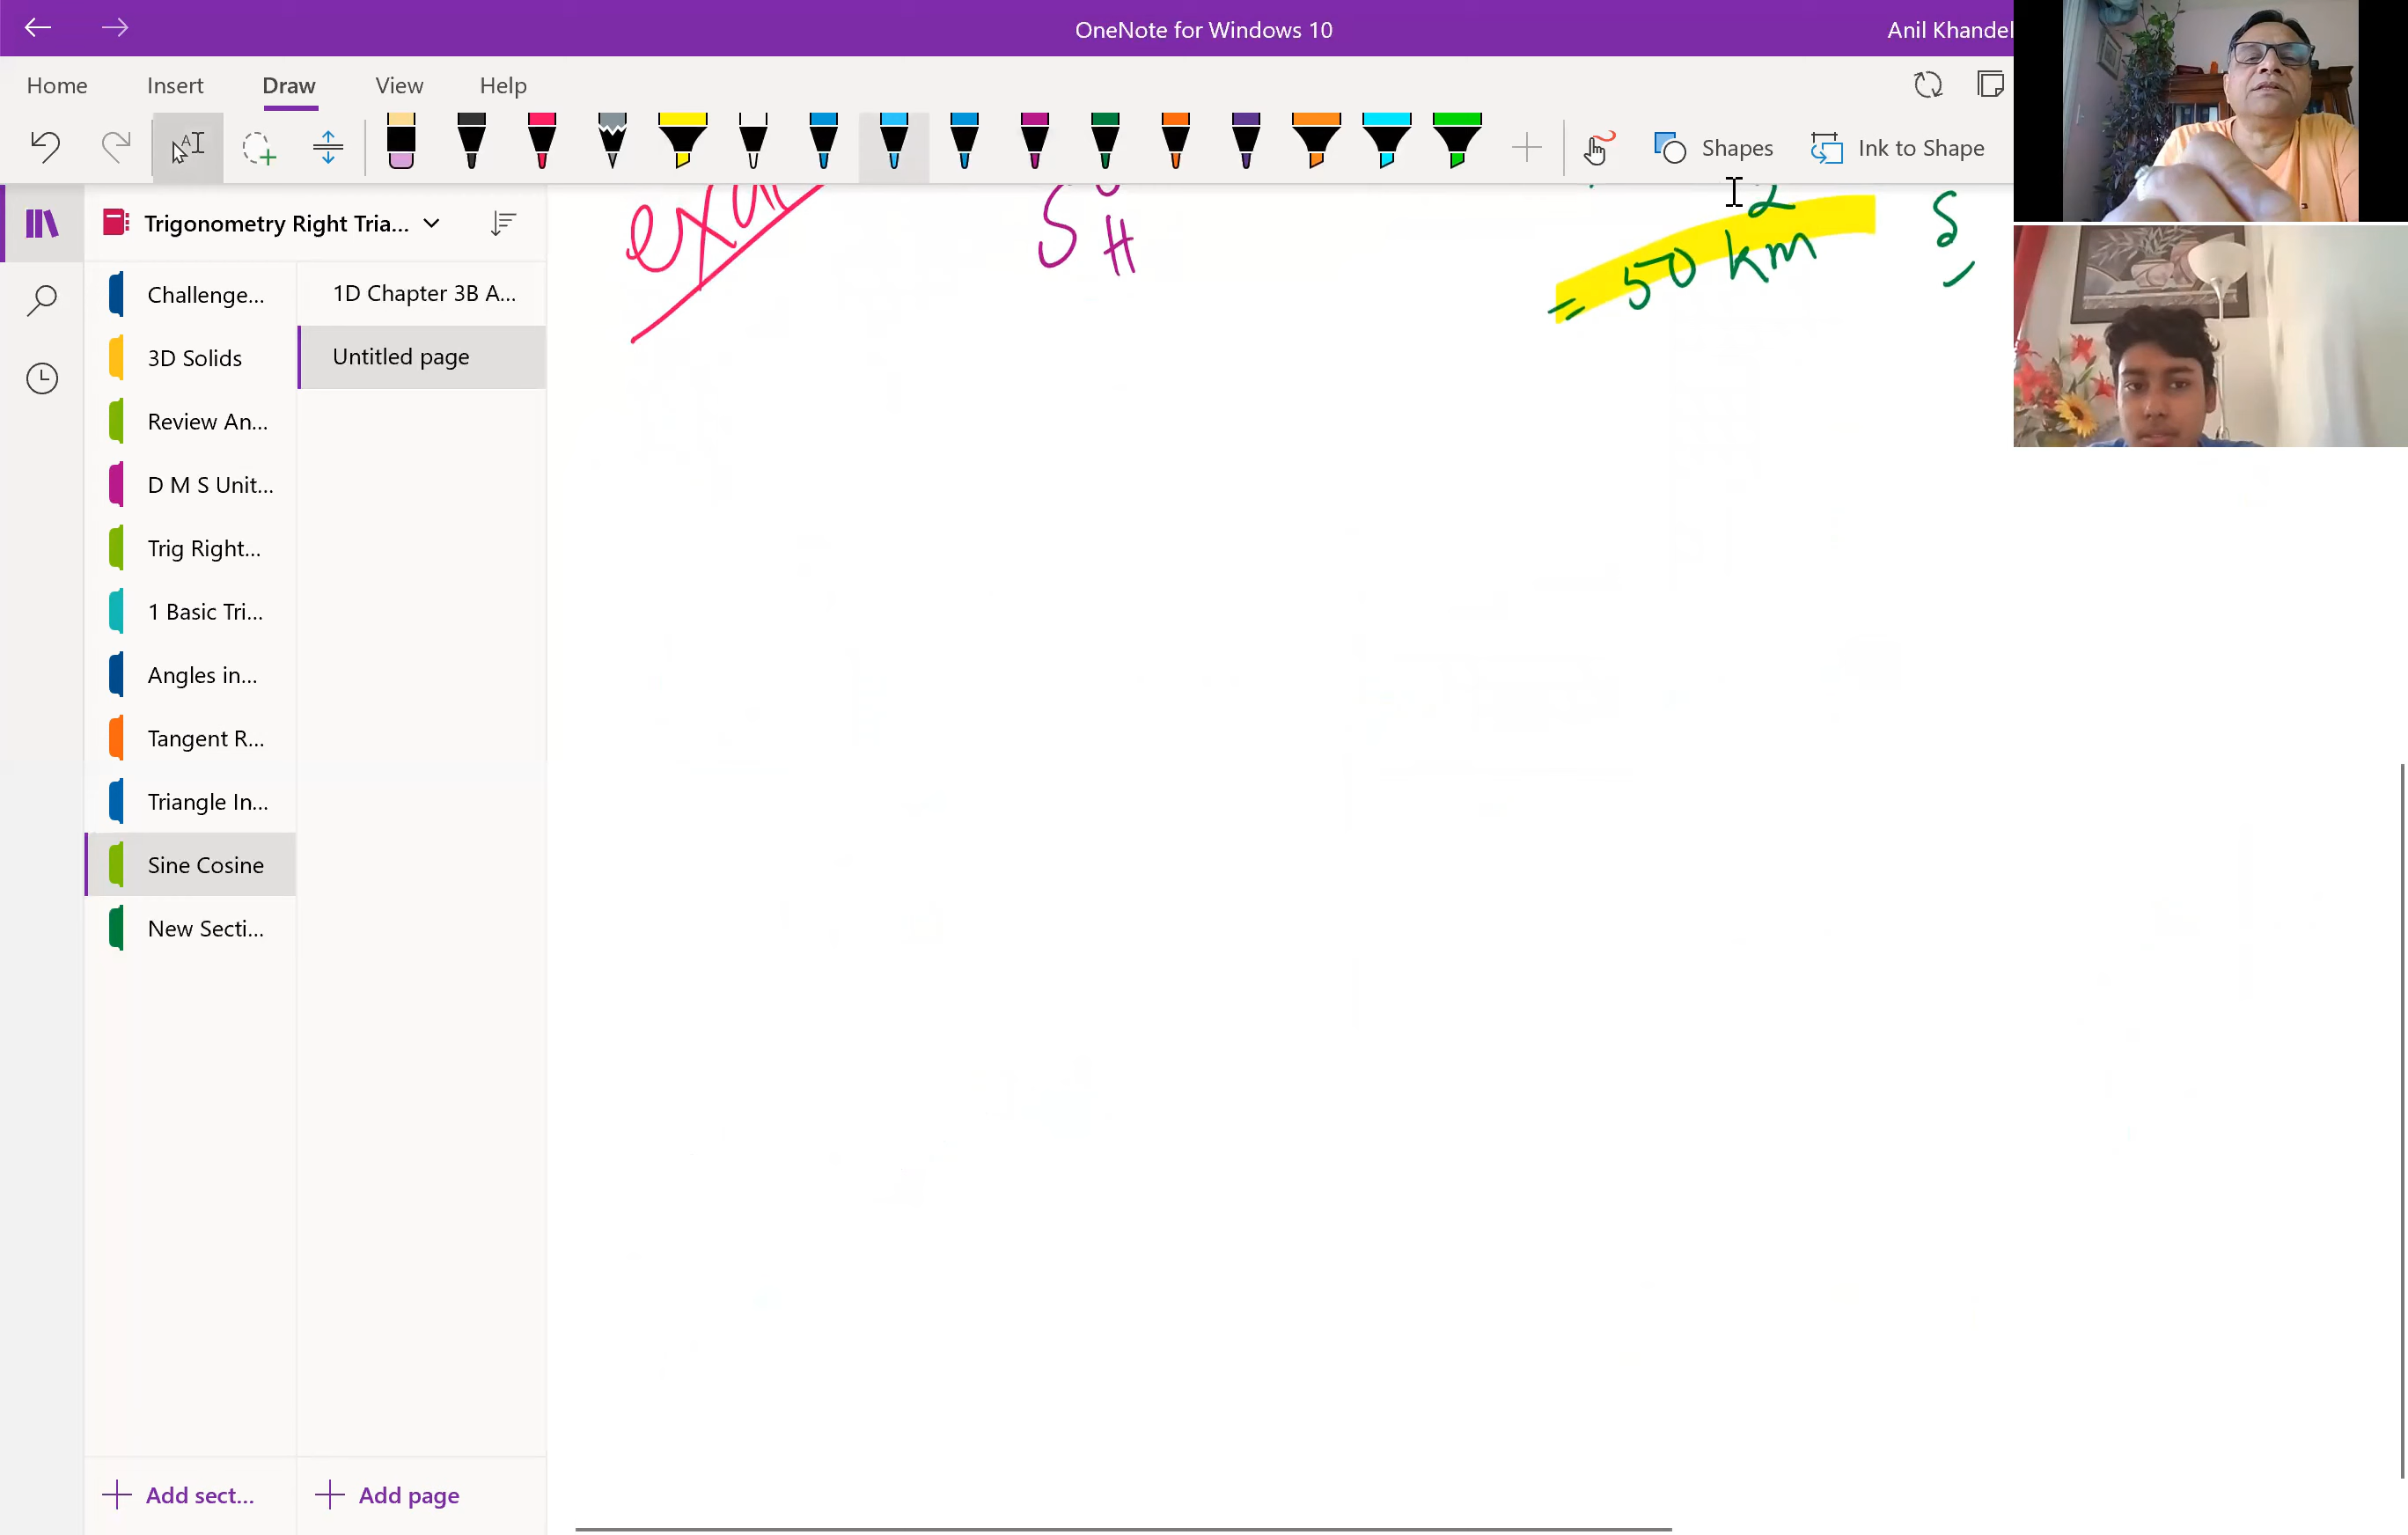 OneNote for Windows 10
Anil Khandel
Home Insert Draw View Help
Shapes Ink to Shape
Trigonometry Right Tria...
Challenge...
3D Solids
Review An...
D M S Unit...
Trig Right...
1 Basic Tri...
Angles in...
Tangent R...
Triangle In...
Sine Cosine
New Secti...
1D Chapter 3B A...
Untitled page
S H
2
= 50 km
Add sect...
Add page